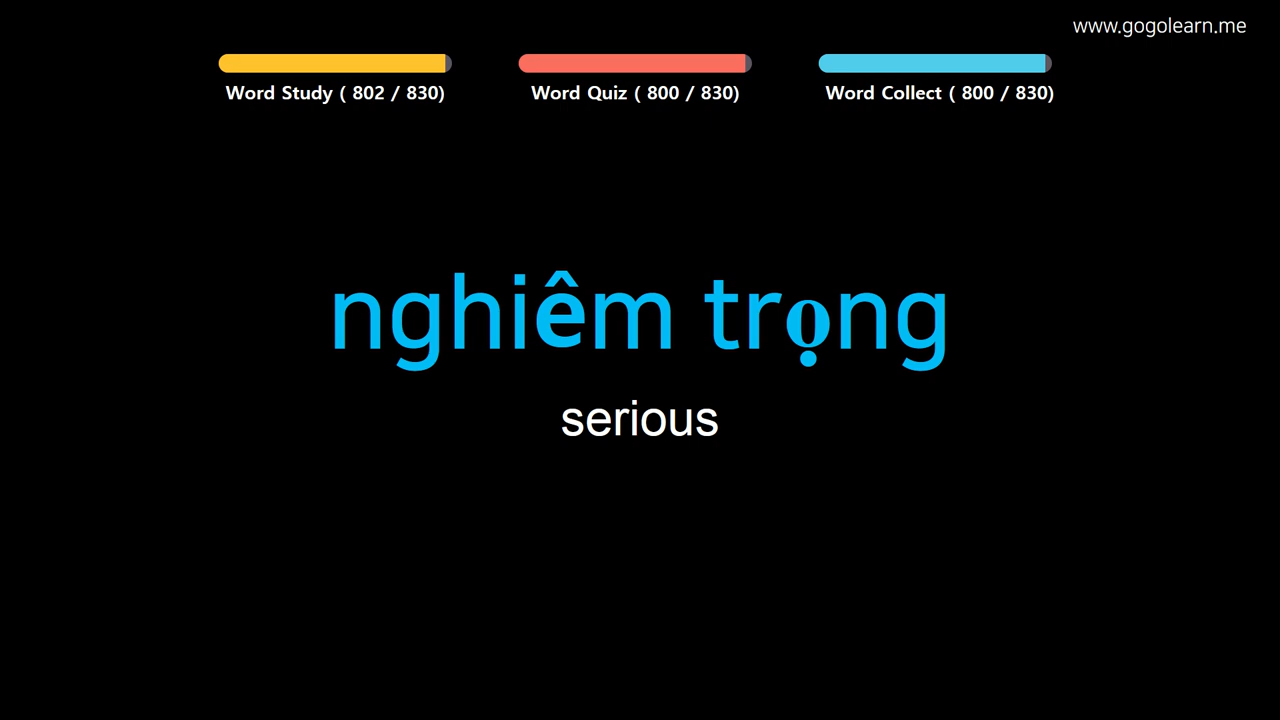 www.gogolearn.me
Word Study ( 802 / 830)
Word Quiz ( 800 / 830)
Word Collect ( 800 / 830)
nghiêm trọng
serious